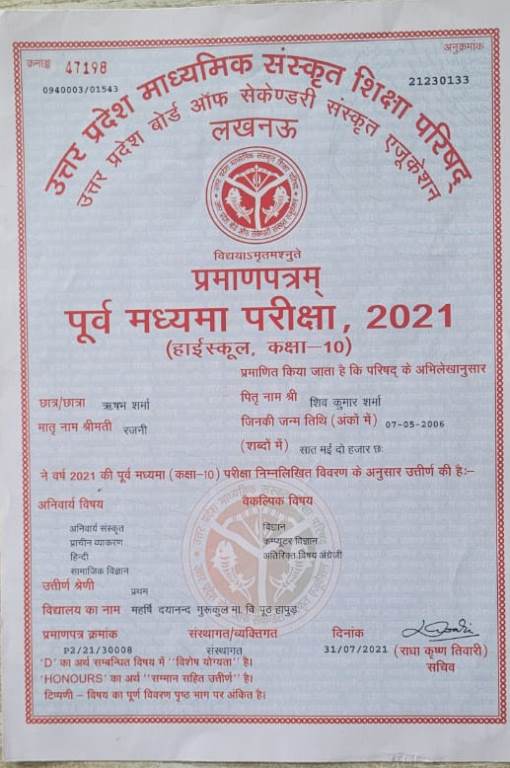 क्रमाङ्क 47198
अनुक्रमांक
0940003/01543
21230133
उत्तर प्रदेश माध्यमिक संस्कृत शिक्षा परिषद्
उत्तर प्रदेश बोर्ड ऑफ सेकेण्डरी संस्कृत एजूकेशन
लखनऊ
विद्ययाऽमृतमश्नुते
प्रमाणपत्रम्
पूर्व मध्यमा परीक्षा, 2021
(हाईस्कूल, कक्षा–10)
प्रमाणित किया जाता है कि परिषद् के अभिलेखानुसार
छात्र/छात्रा ऋषभ शर्मा पितृ नाम श्री शिव कुमार शर्मा
मातृ नाम श्रीमती रजनी जिनकी जन्म तिथि (अंकों में) 07-05-2006
(शब्दों में) सात मई दो हजार छः
ने वर्ष 2021 की पूर्व मध्यमा (कक्षा–10) परीक्षा निम्नलिखित विवरण के अनुसार उत्तीर्ण की है:–
अनिवार्य विषय वैकल्पिक विषय
अनिवार्य संस्कृत विज्ञान
प्राचीन व्याकरण कम्प्यूटर विज्ञान
हिन्दी अतिरिक्त विषय अंग्रेजी
सामाजिक विज्ञान
उत्तीर्ण श्रेणी प्रथम
विद्यालय का नाम महर्षि दयानन्द गुरुकुल मा. वि पूठ हापुड़
प्रमाणपत्र क्रमांक संस्थागत/व्यक्तिगत दिनांक
P2/21/30008 संस्थागत 31/07/2021 (राधा कृष्ण तिवारी)
'D' का अर्थ सम्बन्धित विषय में "विशेष योग्यता" है। सचिव
'HONOURS' का अर्थ "सम्मान सहित उत्तीर्ण" है।
टिप्पणी – विषय का पूर्ण विवरण पृष्ठ भाग पर अंकित है।